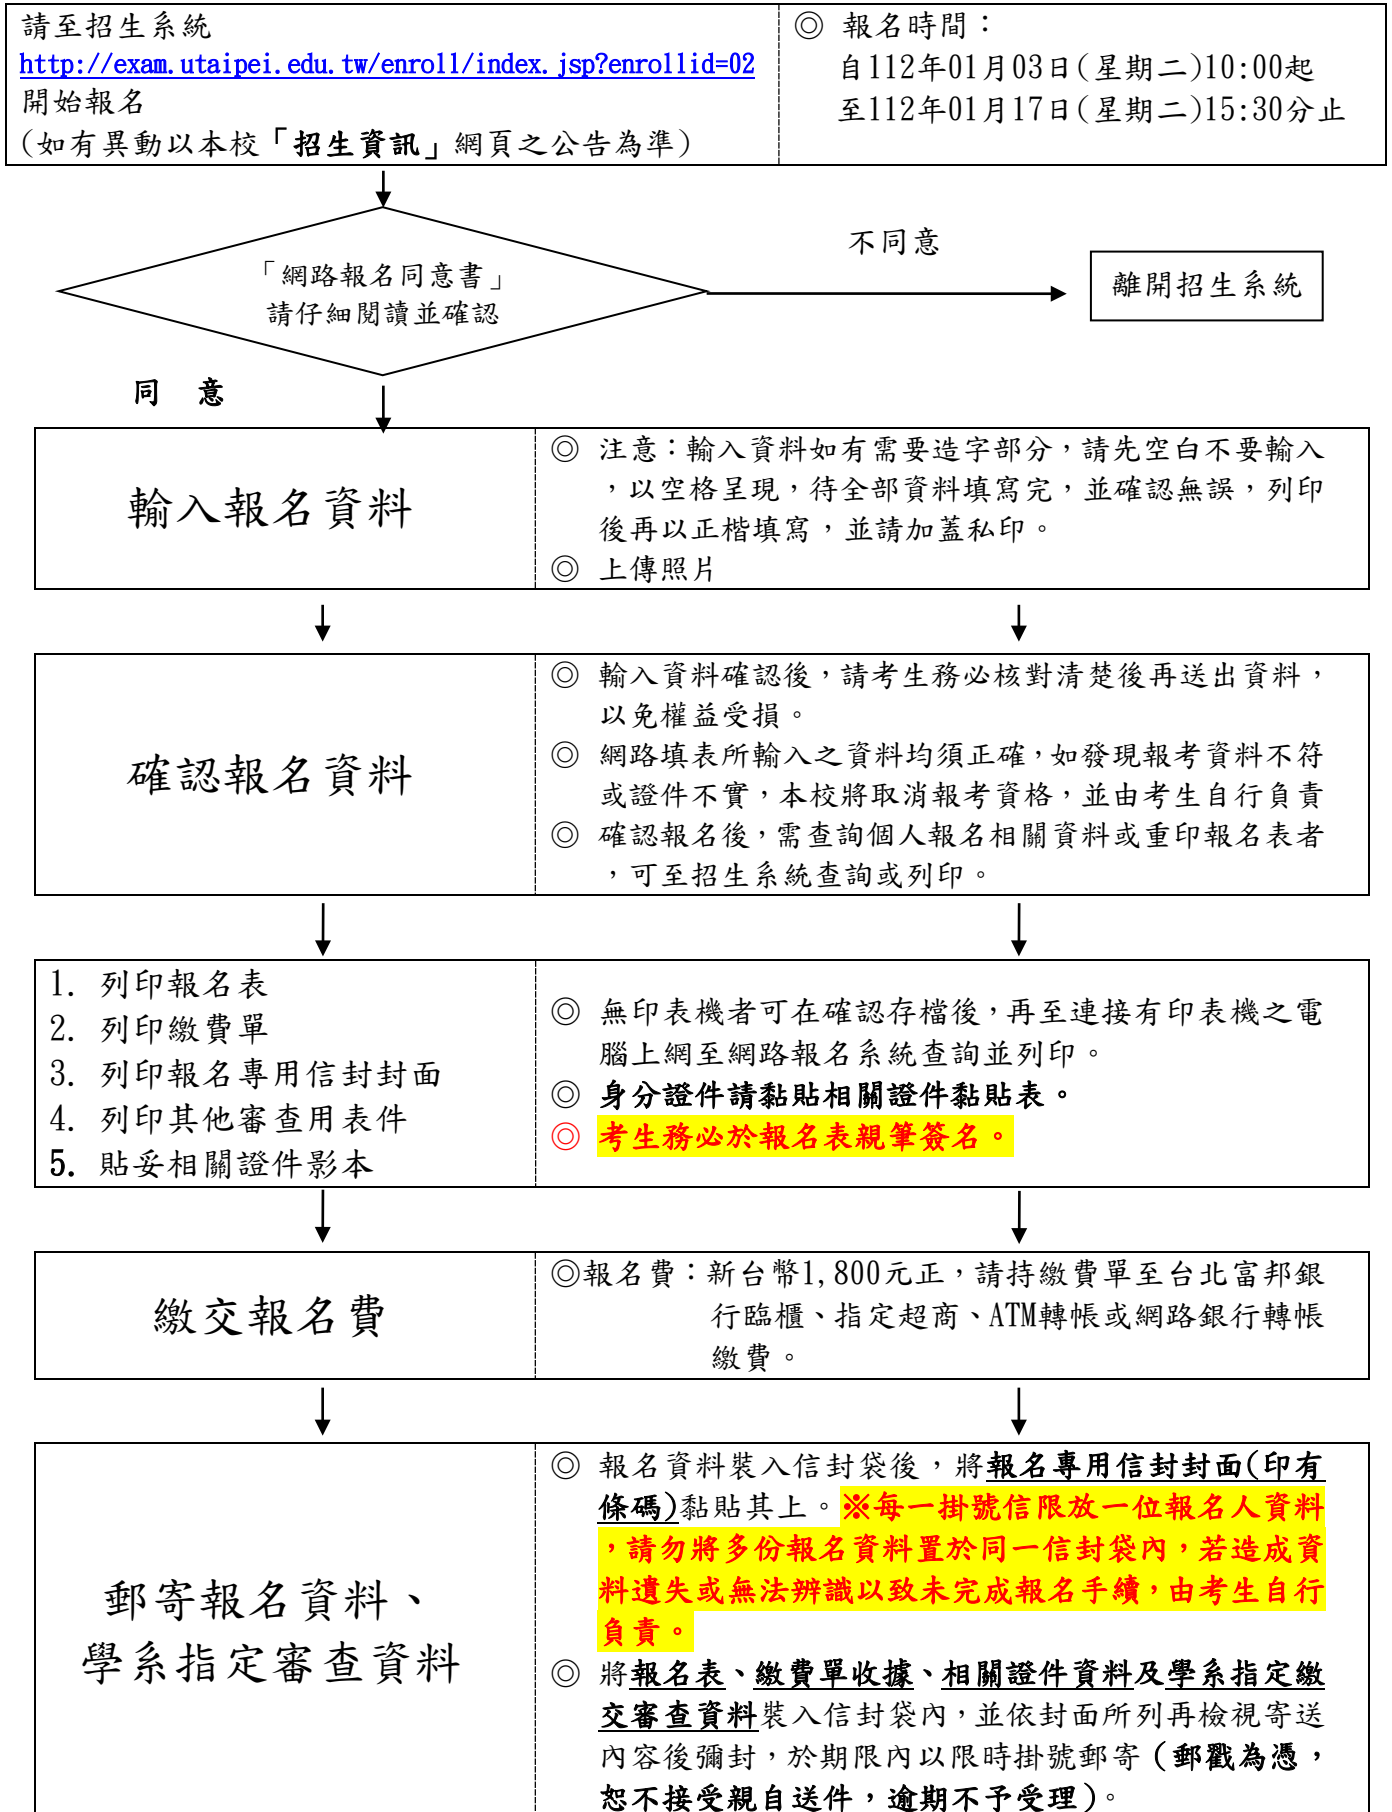 請至招生系統
http://exam.utaipei.edu.tw/enroll/index.jsp?enrollid=02
開始報名
(如有異動以本校「招生資訊」網頁之公告為準)
◎ 報名時間：
自112年01月03日(星期二)10:00起
至112年01月17日(星期二)15:30分止
「網路報名同意書」
請仔細閱讀並確認
不同意
離開招生系統
同 意
輸入報名資料
◎ 注意：輸入資料如有需要造字部分，請先空白不要輸入
，以空格呈現，待全部資料填寫完，並確認無誤，列印
後再以正楷填寫，並請加蓋私印。
◎ 上傳照片
確認報名資料
◎ 輸入資料確認後，請考生務必核對清楚後再送出資料，
以免權益受損。
◎ 網路填表所輸入之資料均須正確，如發現報考資料不符
或證件不實，本校將取消報考資格，並由考生自行負責
◎ 確認報名後，需查詢個人報名相關資料或重印報名表者
，可至招生系統查詢或列印。
1. 列印報名表
2. 列印繳費單
3. 列印報名專用信封封面
4. 列印其他審查用表件
5. 貼妥相關證件影本
◎ 無印表機者可在確認存檔後，再至連接有印表機之電
腦上網至網路報名系統查詢並列印。
◎ 身分證件請黏貼相關證件黏貼表。
◎ 考生務必於報名表親筆簽名。
繳交報名費
◎報名費：新台幣1,800元正，請持繳費單至台北富邦銀
行臨櫃、指定超商、ATM轉帳或網路銀行轉帳
繳費。
郵寄報名資料、
學系指定審查資料
◎ 報名資料裝入信封袋後，將報名專用信封封面(印有
條碼)黏貼其上。※每一掛號信限放一位報名人資料
，請勿將多份報名資料置於同一信封袋內，若造成資
料遺失或無法辨識以致未完成報名手續，由考生自行
負責。
◎ 將報名表、繳費單收據、相關證件資料及學系指定繳
交審查資料裝入信封袋內，並依封面所列再檢視寄送
內容後彌封，於期限內以限時掛號郵寄（郵戳為憑，
恕不接受親自送件，逾期不予受理)。